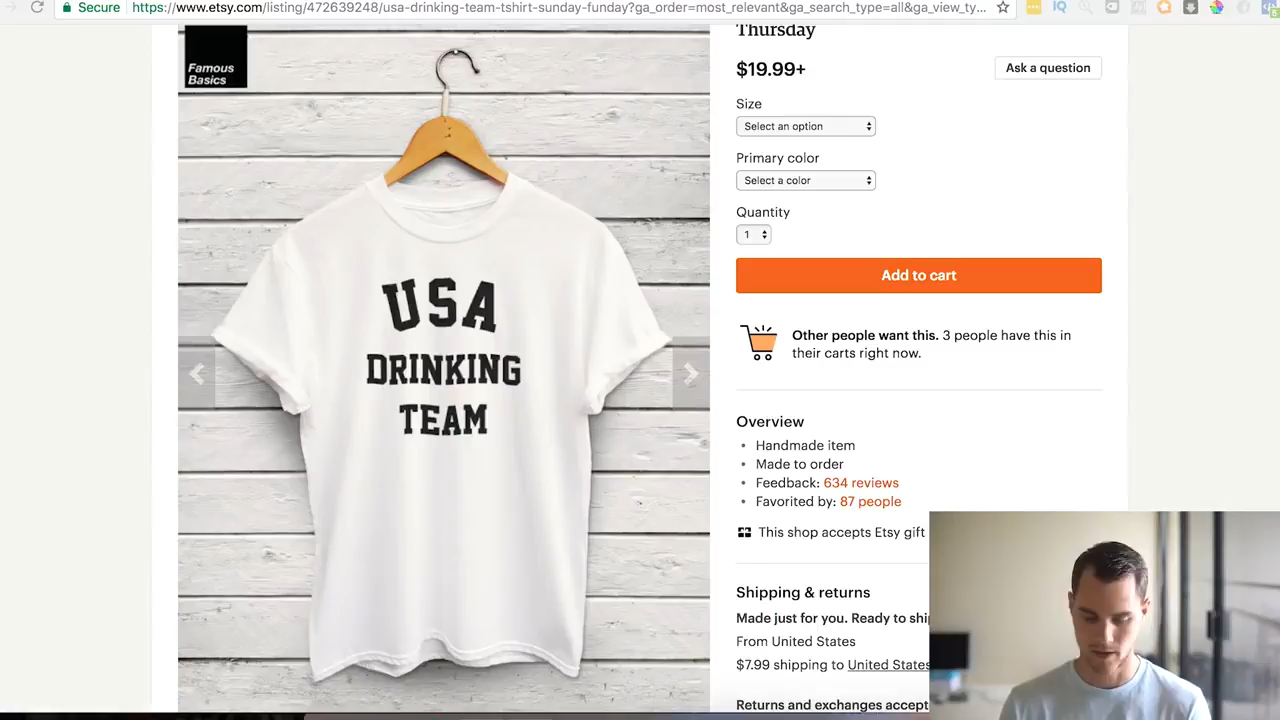 Secure
https://www.etsy.com/listing/472639248/usa-drinking-team-tshirt-sunday-funday?ga_order=most_relevant&ga_search_type=all&ga_view_ty...
Famous
Basics
USA
DRINKING
TEAM
Thursday
$19.99+
Ask a question
Size
Select an option
Primary color
Select a color
Quantity
1
Add to cart
Other people want this. 3 people have this in
their carts right now.
Overview
• Handmade item
• Made to order
• Feedback: 634 reviews
• Favorited by: 87 people
This shop accepts Etsy gift
Shipping & returns
Made just for you. Ready to shi
From United States
$7.99 shipping to United States
Returns and exchanges accept